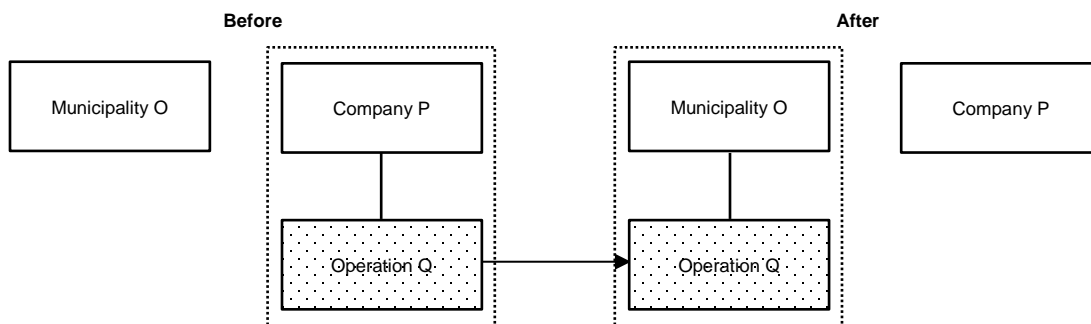 Before
After
Municipality O
Company P
Municipality O
Company P
Operation Q
Operation Q